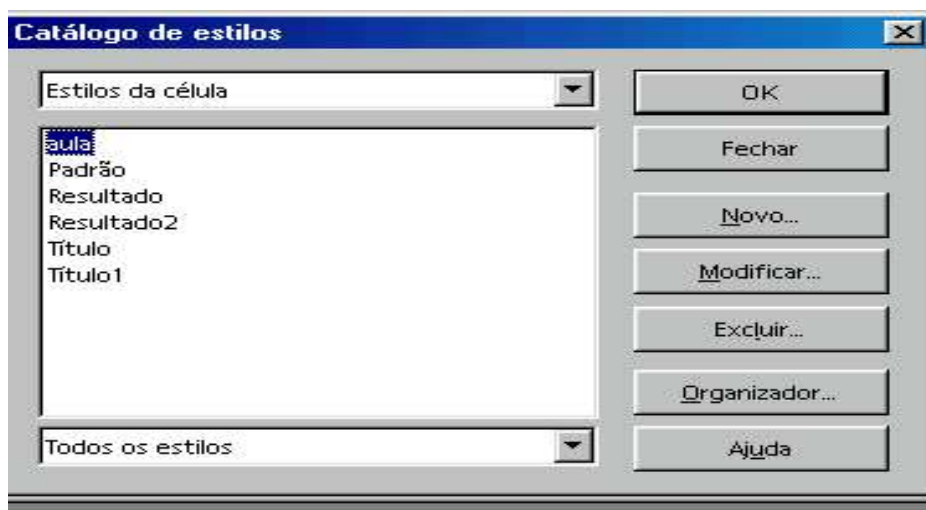 Catálogo de estilos
Estilos da célula
aula
Padrão
Resultado
Resultado2
Título
Título1
Todos os estilos
OK
Fechar
Novo...
Modificar...
Excluir...
Organizador...
Ajuda